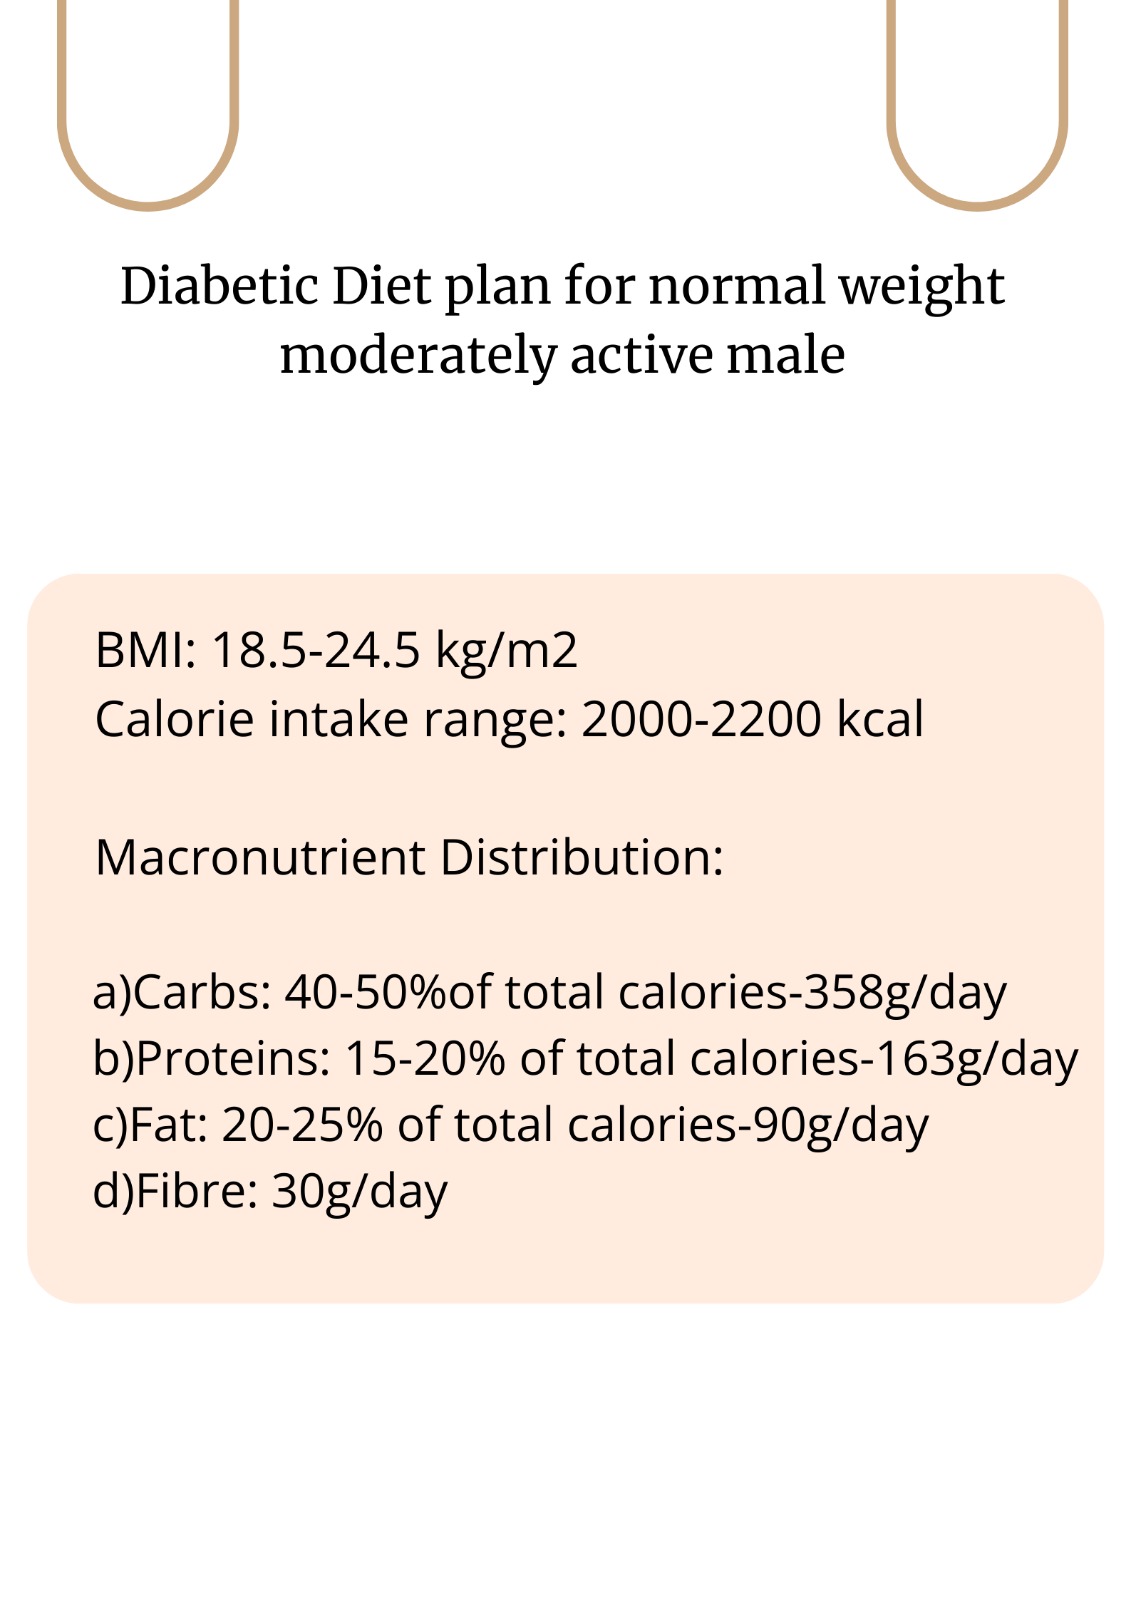 Diabetic Diet plan for normal weight
moderately active male
BMI: 18.5-24.5 kg/m2
Calorie intake range: 2000-2200 kcal
Macronutrient Distribution:
a)Carbs: 40-50%of total calories-358g/day
b)Proteins: 15-20% of total calories-163g/day
c)Fat: 20-25% of total calories-90g/day
d)Fibre: 30g/day